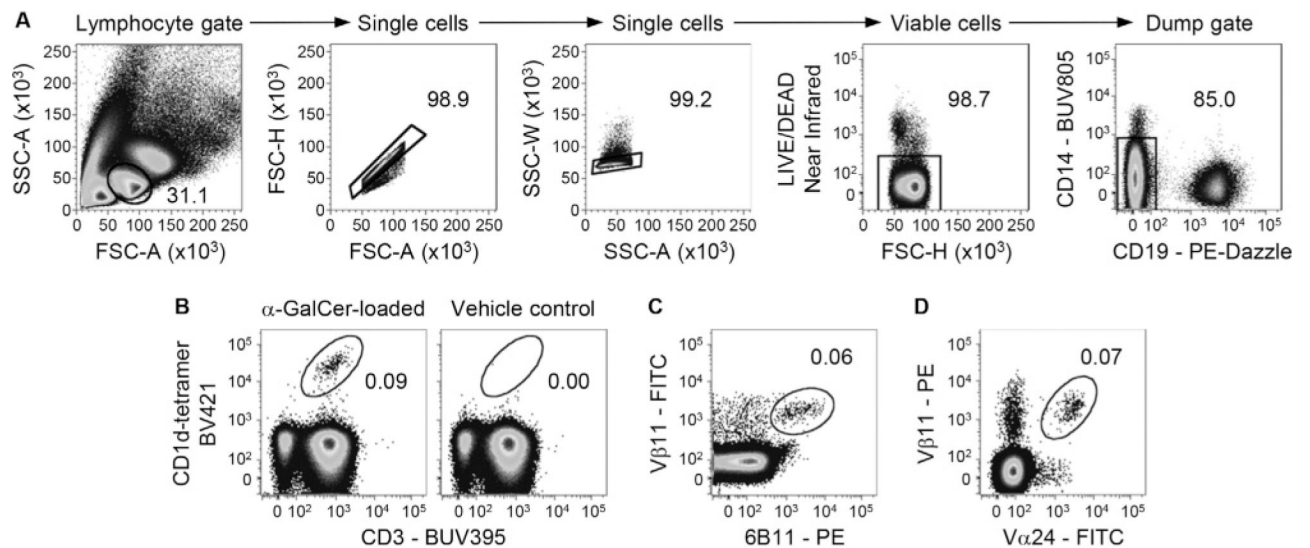 A
Lymphocyte gate
Single cells
Single cells
Viable cells
Dump gate
SSC-A (x10³)
250
200
150
100
50
0
31.1
0 50 100 150 200 250
FSC-A (x10³)
FSC-H (x10³)
250
200
150
100
50
0
98.9
0 50 100 150 200 250
FSC-A (x10³)
SSC-W (x10³)
250
200
150
100
50
0
99.2
0 50 100 150 200 250
SSC-A (x10³)
LIVE/DEAD
Near Infrared
10⁵
10⁴
10³
10²
0
98.7
0 50 100 150 200 250
FSC-H (x10³)
CD14 - BUV805
10⁵
10⁴
10³
10²
0
85.0
0 10² 10³ 10⁴ 10⁵
CD19 - PE-Dazzle
B
α-GalCer-loaded
Vehicle control
CD1d-tetramer
BV421
10⁵
10⁴
10³
10²
0
0.09
0.00
0 10² 10³ 10⁴ 10⁵
0 10² 10³ 10⁴ 10⁵
CD3 - BUV395
C
Vβ11 - FITC
10⁵
10⁴
10³
10²
0
0.06
0 10² 10³ 10⁴ 10⁵
6B11 - PE
D
Vβ11 - PE
10⁵
10⁴
10³
10²
0
0.07
0 10² 10³ 10⁴ 10⁵
Vα24 - FITC